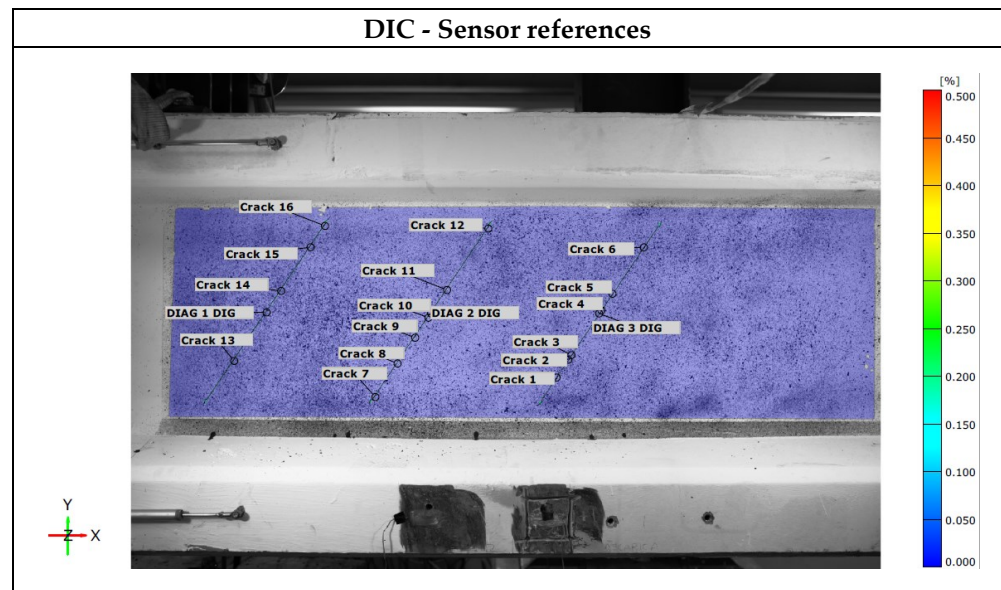 DIC - Sensor references
[%]
0.500
0.450
0.400
0.350
0.300
0.250
0.200
0.150
0.100
0.050
0.000
Crack 16
Crack 12
Crack 15
Crack 6
Crack 14
Crack 11
Crack 5
Crack 10
Crack 4
DIAG 1 DIG
DIAG 2 DIG
Crack 9
DIAG 3 DIG
Crack 13
Crack 3
Crack 8
Crack 2
Crack 7
Crack 1
Y
Z
X